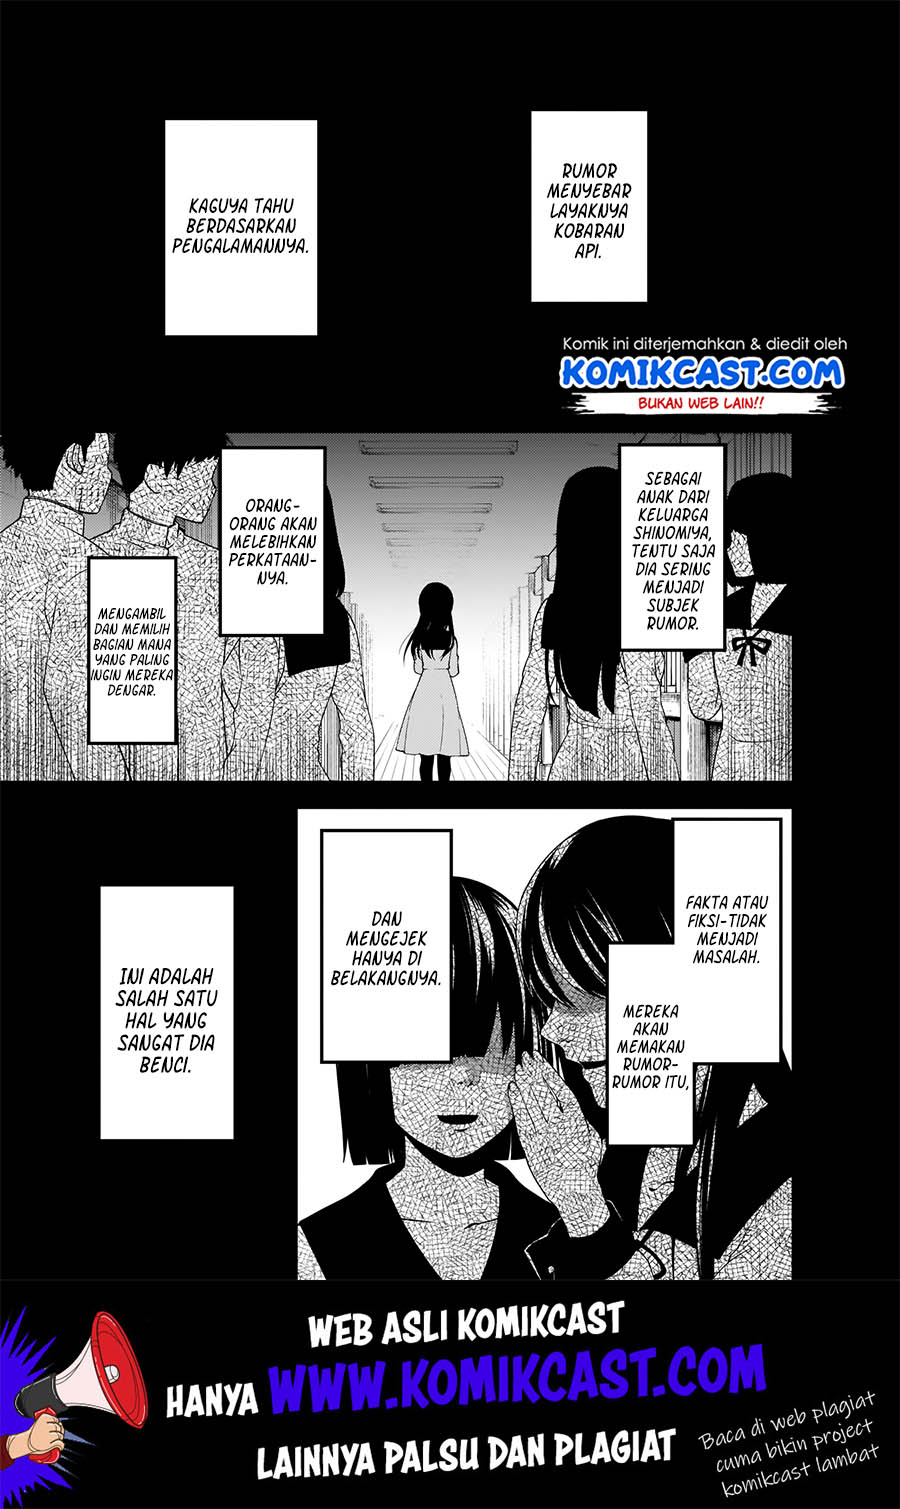 RUMOR
MENYEBAR
LAYAKNYA
KOBARAN
API.
KAGUYA TAHU
BERDASARKAN
PENGALAMANNYA.
Komik ini diterjemahkan & diedit oleh
KOMIKCAST.COM
BUKAN WEB LAIN!!
SEBAGAI
ANAK DARI
KELUARGA
SHINOMIYA,
TENTU SAJA
DIA SERING
MENJADI
SUBJEK
RUMOR.
ORANG-
ORANG AKAN
MELEBIHKAN
PERKATAAN-
NYA.
MENGAMBIL
DAN MEMILIH
BAGIAN MANA
YANG PALING
INGIN MEREKA
DENGAR.
FAKTA ATAU
FIKSI-TIDAK
MENJADI
MASALAH.
MEREKA
AKAN
MEMAKAN
RUMOR-
RUMOR ITU,
DAN
MENGEJEK
HANYA DI
BELAKANGNYA.
INI ADALAH
SALAH SATU
HAL YANG
SANGAT DIA
BENCI.
WEB ASLI KOMIKCAST
HANYA WWW.KOMIKCAST.COM
LAINNYA PALSU DAN PLAGIAT
Baca di web plagiat
cuma bikin project
komikcast lambat